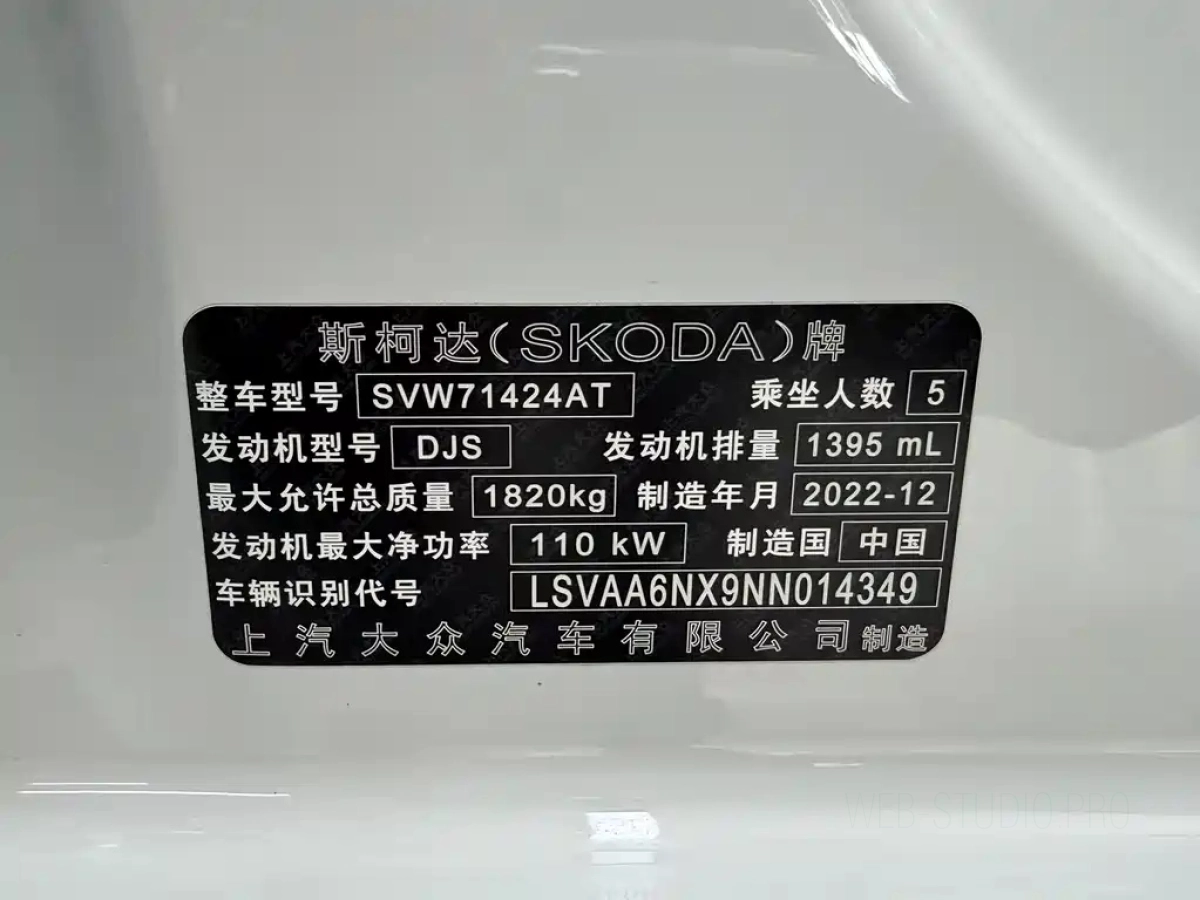 斯柯达(SKODA)牌
整车型号 SVW71424AT 乘坐人数 5
发动机型号 DJS 发动机排量 1395 mL
最大允许总质量 1820kg 制造年月 2022-12
发动机最大净功率 110 kW 制造国 中国
车辆识别代号 LSVAA6NX9NN014349
上汽大众汽车有限公司制造
WEB-STUDIO.PRO